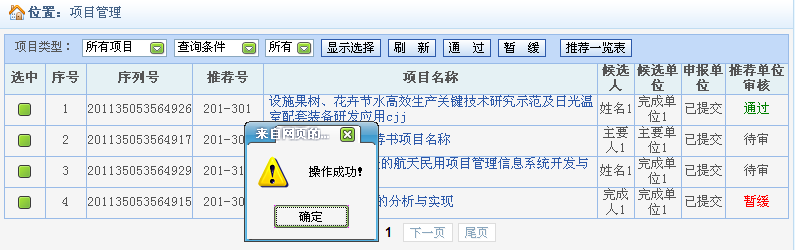 位置：项目管理
项目类型： 所有项目 查询条件 所有 显示选择 刷 新 通 过 暂 缓 推荐一览表
选中 序号 序列号 推荐号 项目名称 候选人 候选单位 申报单位 推荐单位审核
1 201135053564926 201-301 设施果树、花卉节水高效生产关键技术研究示范及日光温
室配套装备研发应用cjj 姓名1 完成单位1 已提交 通过
2 201135053564917 201-30 书项目名称 主要人1 主要单位1 已提交 待审
3 201135053564929 201-31 的航天民用项目管理信息系统开发与 姓名1 完成单位1 已提交 待审
4 201135053564915 201-30 的分析与实现 完成人1 完成单位1 已提交 暂缓
来自网页的...
操作成功!
确定
1 下一页 尾页